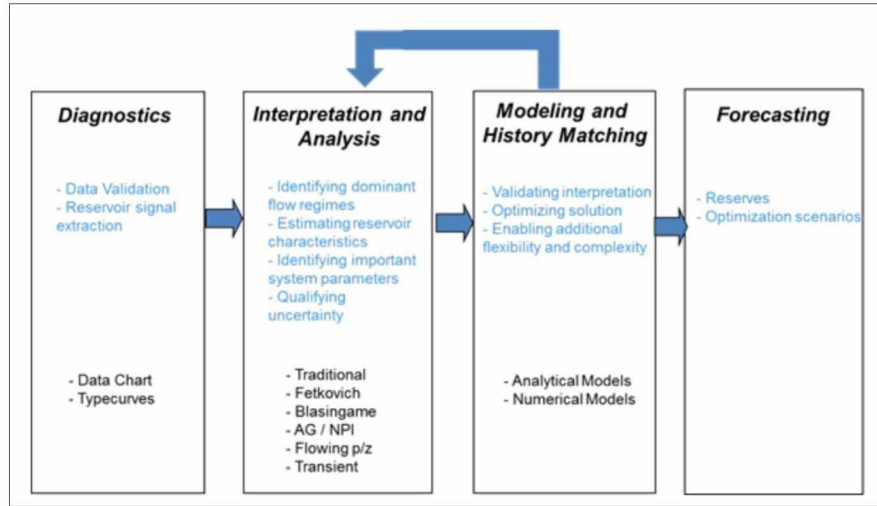 Diagnostics
- Data Validation
- Reservoir signal
extraction
- Data Chart
- Typecurves
Interpretation and
Analysis
- Identifying dominant
flow regimes
- Estimating reservoir
characteristics
- Identifying important
system parameters
- Qualifying
uncertainty
- Traditional
- Fetkovich
- Blasingame
- AG / NPI
- Flowing p/z
- Transient
Modeling and
History Matching
- Validating interpretation
- Optimizing solution
- Enabling additional
flexibility and complexity
- Analytical Models
- Numerical Models
Forecasting
- Reserves
- Optimization scenarios